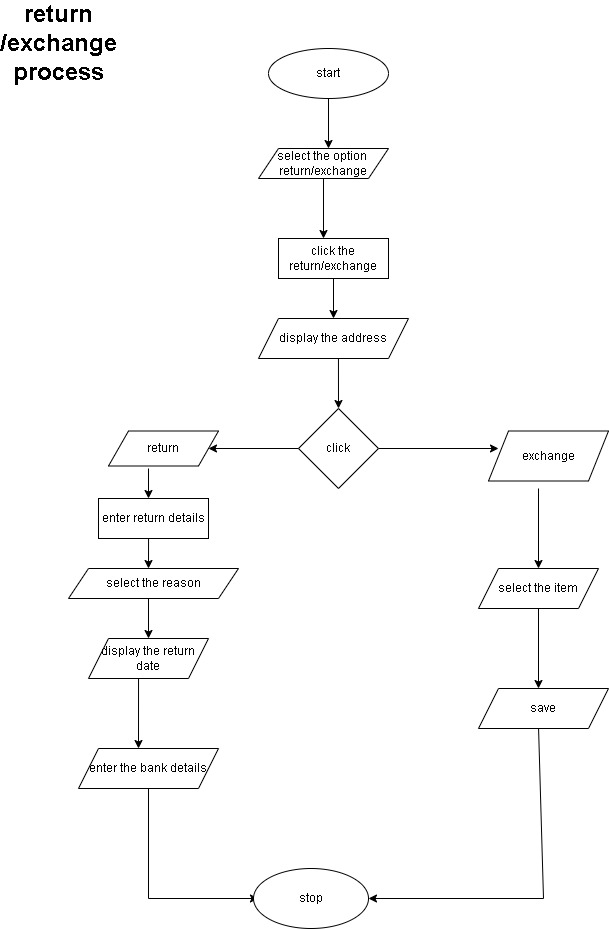 return
/exchange
process
start
select the option
return/exchange
click the
return/exchange
display the address
click
return
exchange
enter return details
select the reason
select the item
display the return
date
save
enter the bank details
stop